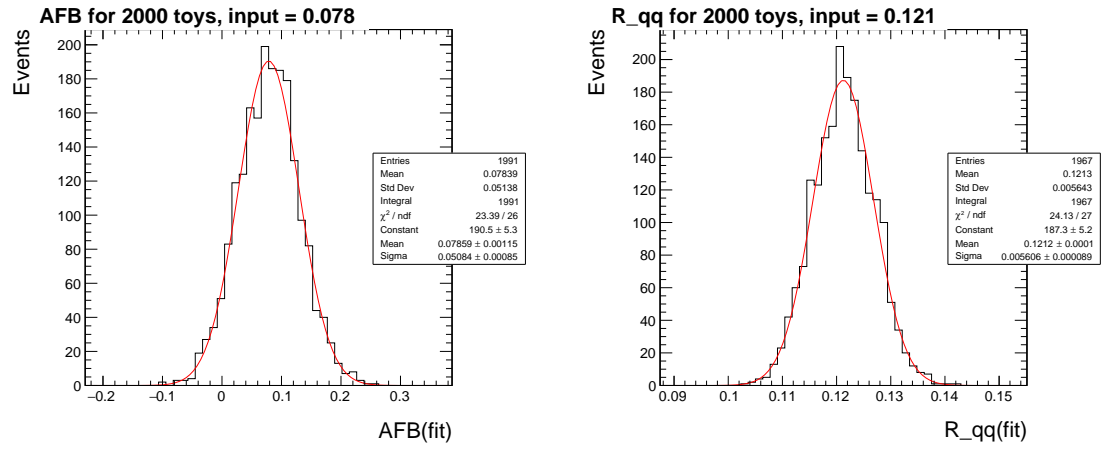 AFB for 2000 toys, input = 0.078
Events
200
180
160
140
120
100
80
60
40
20
0
−0.2
−0.1
0
0.1
0.2
0.3
AFB(fit)
Entries 1991
Mean 0.07839
Std Dev 0.05138
Integral 1991
χ² / ndf 23.39 / 26
Constant 190.5 ± 5.3
Mean 0.07859 ± 0.00115
Sigma 0.05084 ± 0.00085
R_qq for 2000 toys, input = 0.121
Events
200
180
160
140
120
100
80
60
40
20
0
0.09
0.1
0.11
0.12
0.13
0.14
0.15
R_qq(fit)
Entries 1967
Mean 0.1213
Std Dev 0.005643
Integral 1967
χ² / ndf 24.13 / 27
Constant 187.3 ± 5.2
Mean 0.1212 ± 0.0001
Sigma 0.005606 ± 0.000089